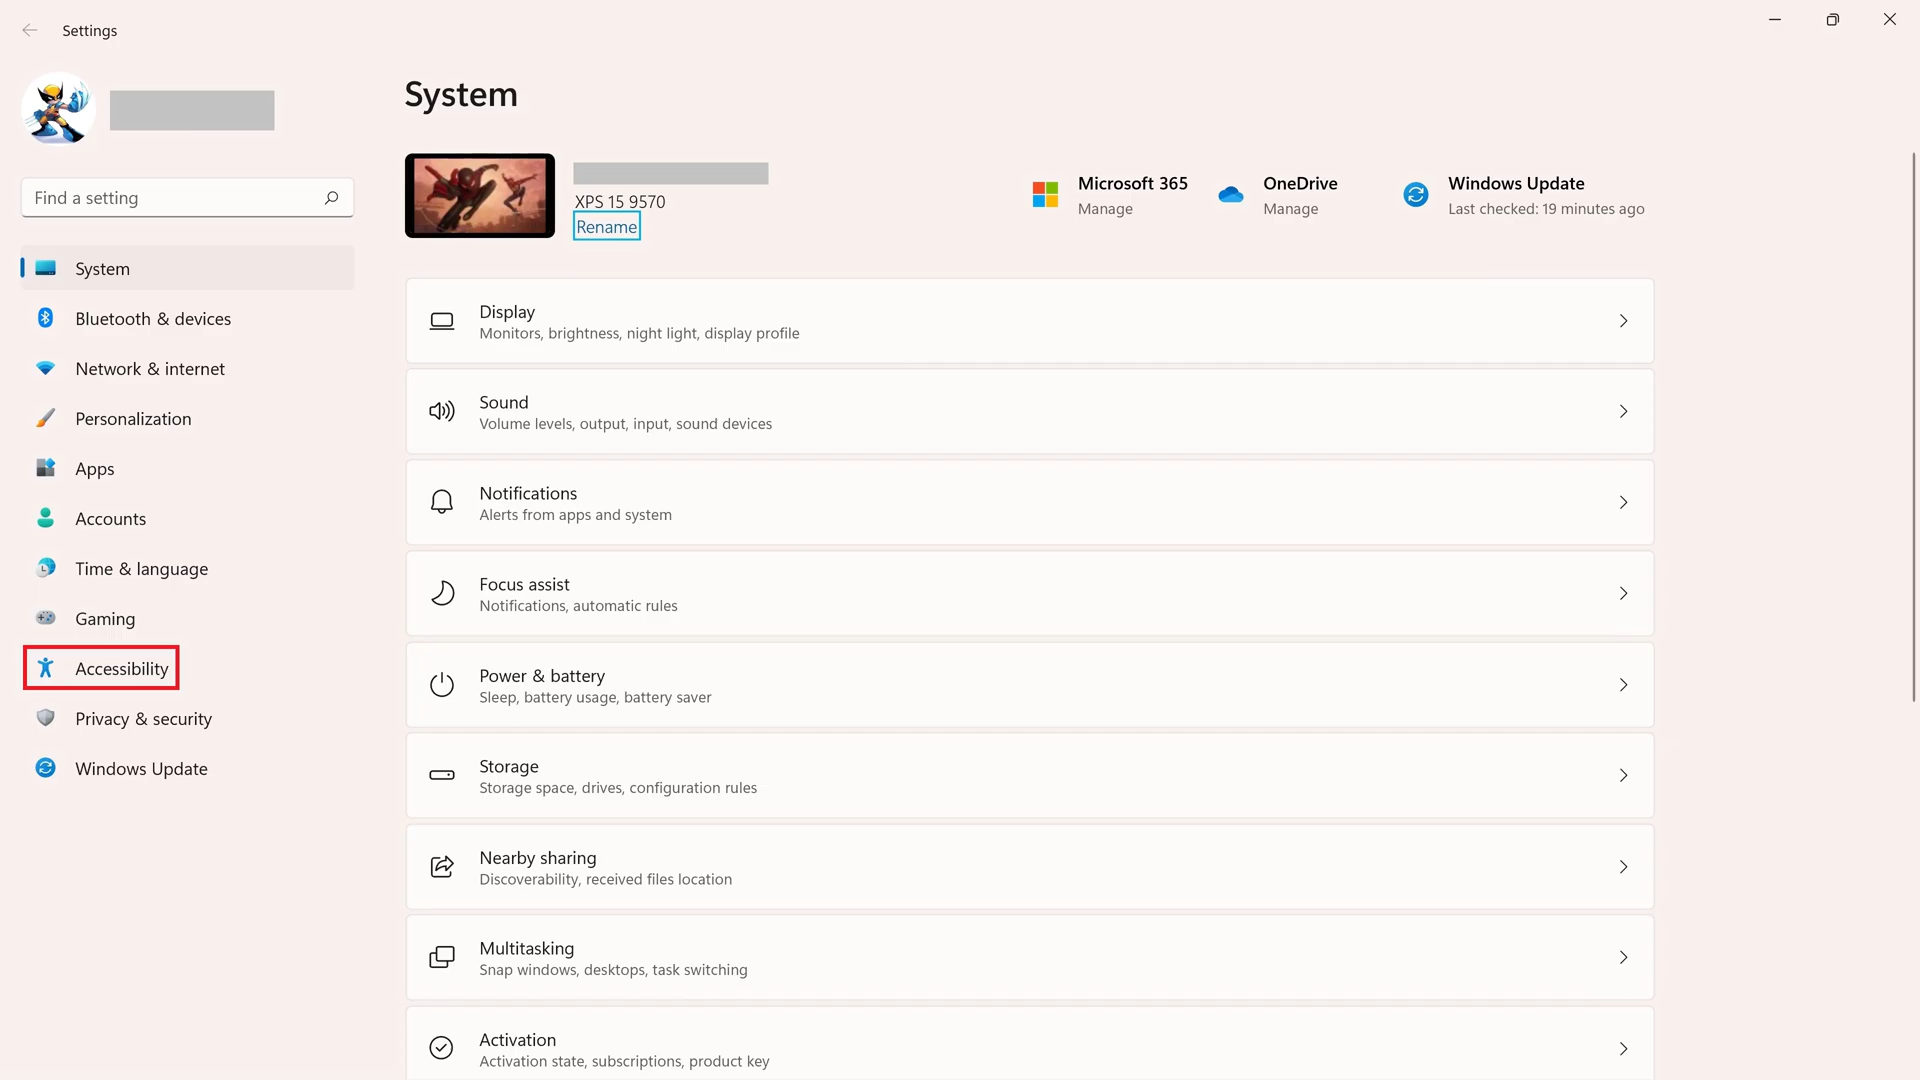 Settings
Find a setting
System
Bluetooth & devices
Network & internet
Personalization
Apps
Accounts
Time & language
Gaming
Accessibility
Privacy & security
Windows Update
System
XPS 15 9570
Rename
Microsoft 365
Manage
OneDrive
Manage
Windows Update
Last checked: 19 minutes ago
Display
Monitors, brightness, night light, display profile
Sound
Volume levels, output, input, sound devices
Notifications
Alerts from apps and system
Focus assist
Notifications, automatic rules
Power & battery
Sleep, battery usage, battery saver
Storage
Storage space, drives, configuration rules
Nearby sharing
Discoverability, received files location
Multitasking
Snap windows, desktops, task switching
Activation
Activation state, subscriptions, product key